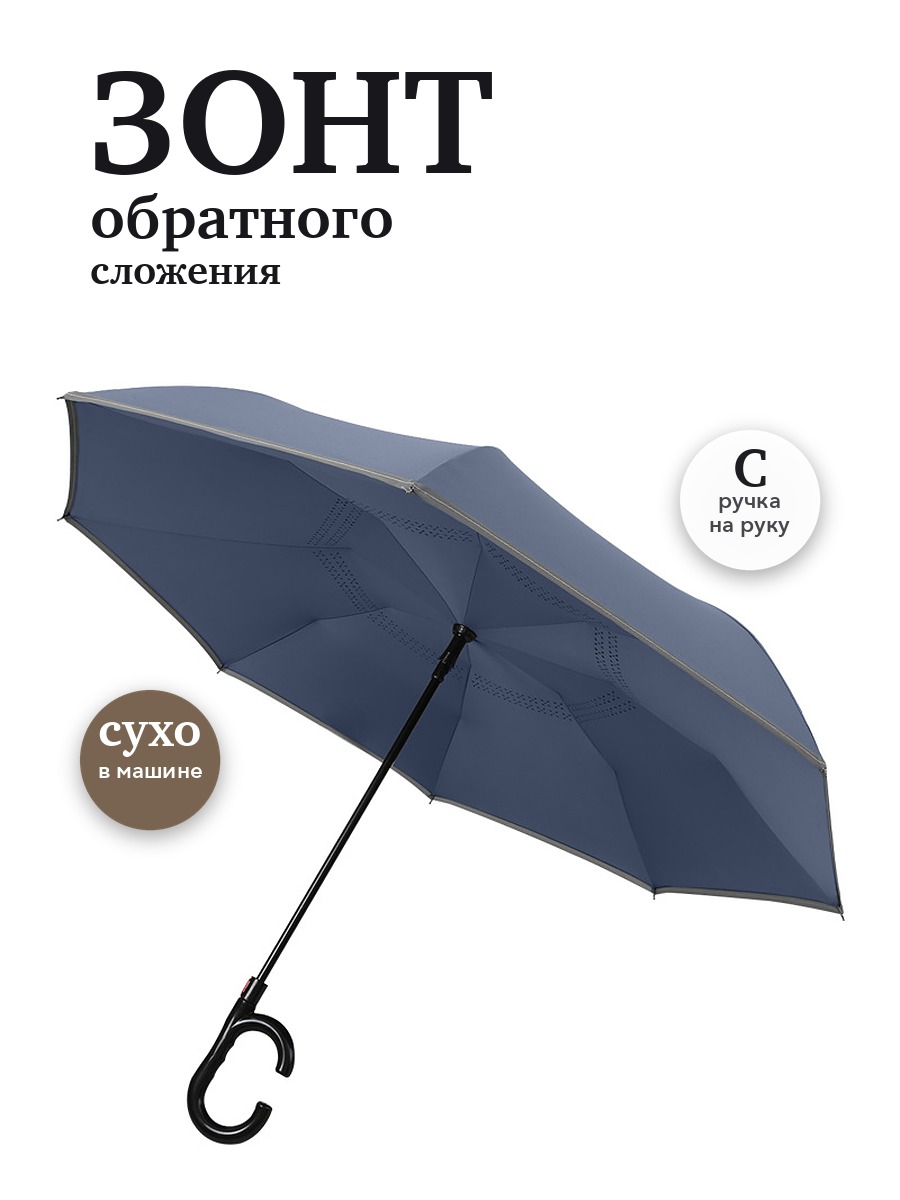 ЗОНТ
обратного
сложения
С
ручка
на руку
сухо
в машине